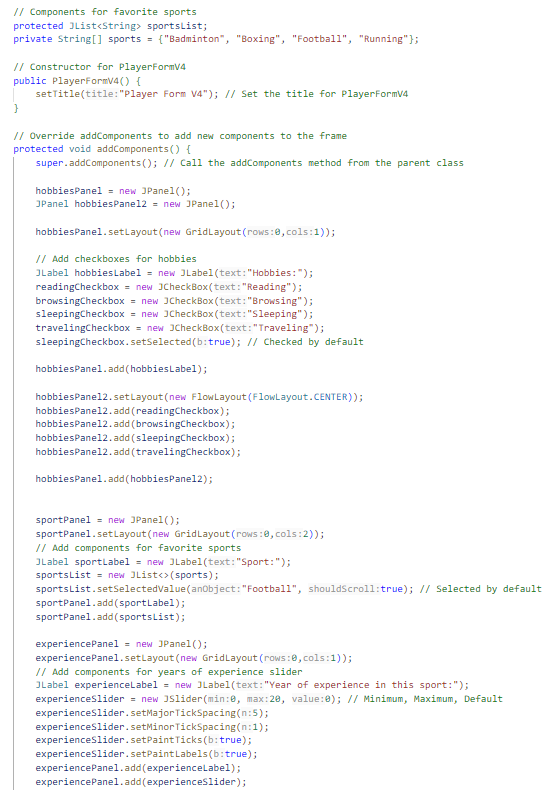 // Components for favorite sports
protected JList<String> sportsList;
private String[] sports = {"Badminton", "Boxing", "Football", "Running"};

// Constructor for PlayerFormV4
public PlayerFormV4() {
    setTitle(title:"Player Form V4"); // Set the title for PlayerFormV4
}

// Override addComponents to add new components to the frame
protected void addComponents() {
    super.addComponents(); // Call the addComponents method from the parent class

    hobbiesPanel = new JPanel();
    JPanel hobbiesPanel2 = new JPanel();

    hobbiesPanel.setLayout(new GridLayout(rows:0,cols:1));

    // Add checkboxes for hobbies
    JLabel hobbiesLabel = new JLabel(text:"Hobbies:");
    readingCheckbox = new JCheckBox(text:"Reading");
    browsingCheckbox = new JCheckBox(text:"Browsing");
    sleepingCheckbox = new JCheckBox(text:"Sleeping");
    travelingCheckbox = new JCheckBox(text:"Traveling");
    sleepingCheckbox.setSelected(b:true); // Checked by default

    hobbiesPanel.add(hobbiesLabel);

    hobbiesPanel2.setLayout(new FlowLayout(FlowLayout.CENTER));
    hobbiesPanel2.add(readingCheckbox);
    hobbiesPanel2.add(browsingCheckbox);
    hobbiesPanel2.add(sleepingCheckbox);
    hobbiesPanel2.add(travelingCheckbox);

    hobbiesPanel.add(hobbiesPanel2);


    sportPanel = new JPanel();
    sportPanel.setLayout(new GridLayout(rows:0,cols:2));
    // Add components for favorite sports
    JLabel sportLabel = new JLabel(text:"Sport:");
    sportsList = new JList<>(sports);
    sportsList.setSelectedValue(anObject:"Football", shouldScroll:true); // Selected by default
    sportPanel.add(sportLabel);
    sportPanel.add(sportsList);

    experiencePanel = new JPanel();
    experiencePanel.setLayout(new GridLayout(rows:0,cols:1));
    // Add components for years of experience slider
    JLabel experienceLabel = new JLabel(text:"Year of experience in this sport:");
    experienceSlider = new JSlider(min:0, max:20, value:0); // Minimum, Maximum, Default
    experienceSlider.setMajorTickSpacing(n:5);
    experienceSlider.setMinorTickSpacing(n:1);
    experienceSlider.setPaintTicks(b:true);
    experienceSlider.setPaintLabels(b:true);
    experiencePanel.add(experienceLabel);
    experiencePanel.add(experienceSlider);